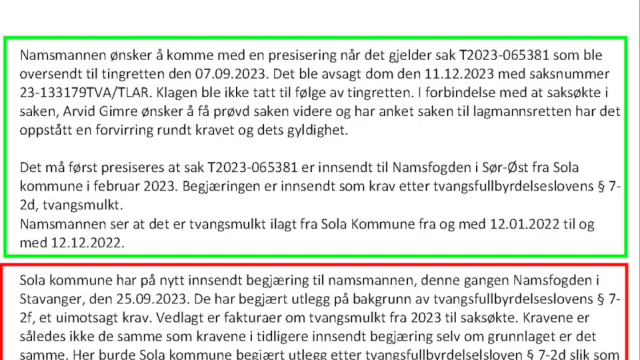 Namsmannen ønsker å komme med en presisering når det gjelder sak T2023-065381 som ble
oversendt til tingretten den 07.09.2023. Det ble avsagt dom den 11.12.2023 med saksnummer
23-133179TVA/TLAR. Klagen ble ikke tatt til følge av tingretten. I forbindelse med at saksøkte i
saken, Arvid Gimre ønsker å få prøvd saken videre og har anket saken til lagmannsretten har det
oppstått en forvirring rundt kravet og dets gyldighet.
Det må først presiseres at sak T2023-065381 er innsendt til Namsfogden i Sør-Øst fra Sola
kommune i februar 2023. Begjæringen er innsendt som krav etter tvangsfullbyrdelseslovens § 7-
2d, tvangsmulkt.
Namsmannen ser at det er tvangsmulkt ilagt fra Sola Kommune fra og med 12.01.2022 til og
med 12.12.2022.
Sola kommune har på nytt innsendt begjæring til namsmannen, denne gangen Namsfogden i
Stavanger, den 25.09.2023. De har begjært utlegg på bakgrunn av tvangsfullbyrdelseslovens § 7-
2f, et uimotsagt krav. Vedlagt er fakturaer om tvangsmulkt fra 2023 til saksøkte. Kravene er
således ikke de samme som kravene i tidligere innsendt begjæring selv om grunnlaget er det
samme. Her burde Sola kommune begjært utlegg etter tvangsfullbyrdelselsloven § 7-2d slik som